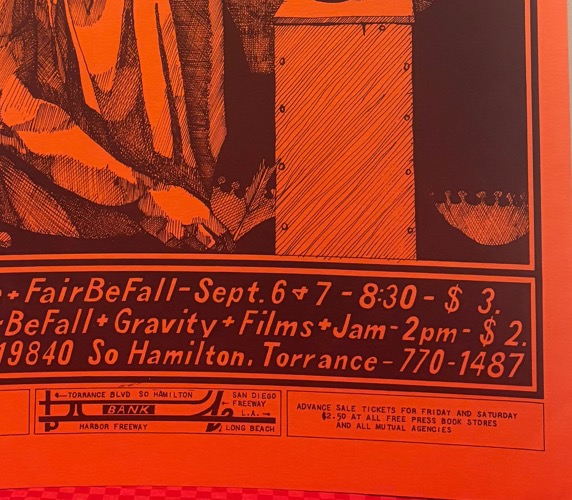 + FairBeFall - Sept. 6 & 7 - 8:30 - $ 3.
BeFall + Gravity + Films + Jam - 2pm - $ 2.
19840 So Hamilton. Torrance - 770-1487
←TORRANCE BLVD SO HAMILTON
SAN DIEGO
← FREEWAY
L.A. →
BANK
HARBOR FREEWAY
LONG BEACH
ADVANCE SALE TICKETS FOR FRIDAY AND SATURDAY
$2.50 AT ALL FREE PRESS BOOK STORES
AND ALL MUTUAL AGENCIES